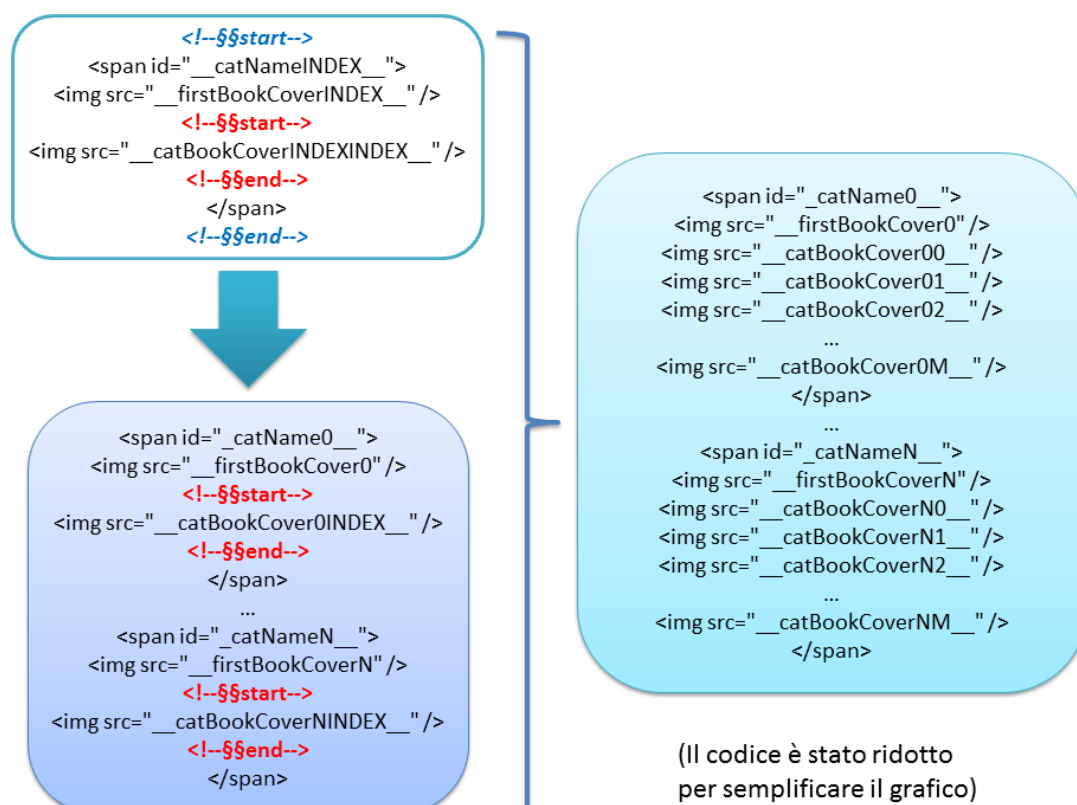 <!--§§start-->
<span id="__catNameINDEX__">
<img src="__firstBookCoverINDEX__" />
<!--§§start-->
<img src="__catBookCoverINDEXINDEX__" />
<!--§§end-->
</span>
<!--§§end-->
<span id="_catName0__">
<img src="__firstBookCover0" />
<!--§§start-->
<img src="__catBookCover0INDEX__" />
<!--§§end-->
</span>
...
<span id="_catNameN__">
<img src="__firstBookCoverN" />
<!--§§start-->
<img src="__catBookCoverNINDEX__" />
<!--§§end-->
</span>
<span id="_catName0__">
<img src="__firstBookCover0" />
<img src="__catBookCover00__" />
<img src="__catBookCover01__" />
<img src="__catBookCover02__" />
...
<img src="__catBookCover0M__" />
</span>
...
<span id="_catNameN__">
<img src="__firstBookCoverN" />
<img src="__catBookCoverN0__" />
<img src="__catBookCoverN1__" />
<img src="__catBookCoverN2__" />
...
<img src="__catBookCoverNM__" />
</span>
(Il codice è stato ridotto
per semplificare il grafico)